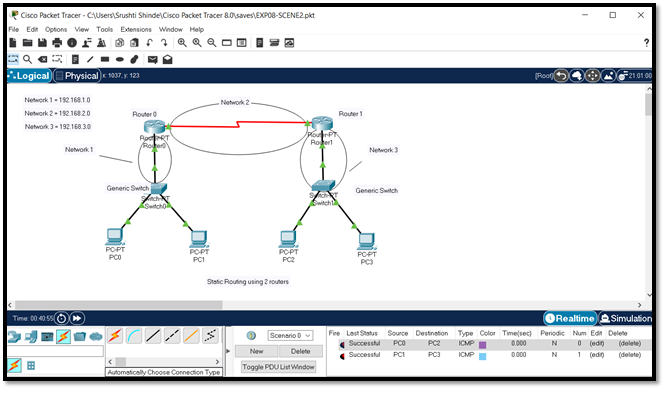 Cisco Packet Tracer - C:\Users\Srushti Shinde\Cisco Packet Tracer 8.0\saves\EXP08-SCENE2.pkt
File Edit Options View Tools Extensions Window Help
Logical Physical x: 1037, y: 123 [Root] 21:01:00
Network 1 = 192.168.1.0
Network 2 = 192.168.2.0
Network 3 = 192.168.3.0
Network 2
Router 0
Router 1
Router-PT
Router0
Router-PT
Router1
Network 1
Network 3
Generic Switch
Switch-PT
Switch0
Switch-PT
Switch1
Generic Switch
PC-PT
PC0
PC-PT
PC1
PC-PT
PC2
PC-PT
PC3
Static Routing using 2 routers
Time: 00:40:55 Realtime Simulation
Scenario 0
New Delete
Toggle PDU List Window
Automatically Choose Connection Type
Fire Last Status Source Destination Type Color Time(sec) Periodic Num Edit Delete
Successful PC0 PC2 ICMP 0.000 N 0 (edit) (delete)
Successful PC1 PC3 ICMP 0.000 N 1 (edit) (delete)